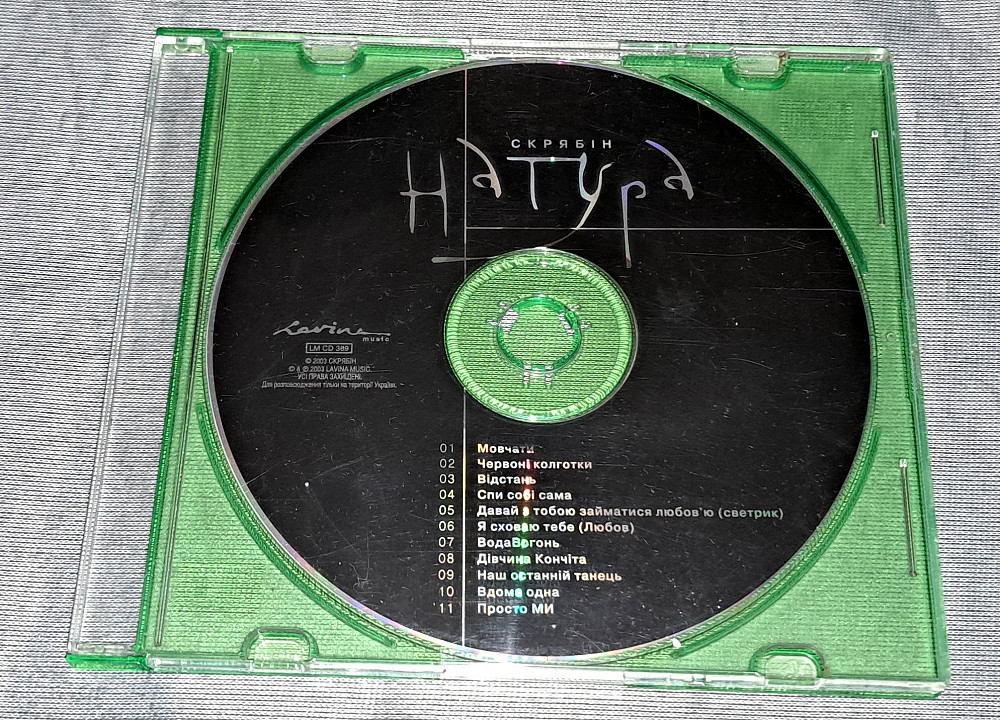 СКРЯБІН
Натура
Lavina
music
LM CD 389
© 2003 СКРЯБІН
© & ℗ 2003 LAVINA MUSIC.
УСІ ПРАВА ЗАХИЩЕНІ.
Для розповсюдження тільки на території України.
01 Мовчати
02 Червоні колготки
03 Відстань
04 Спи собі сама
05 Давай з тобою займатися любов'ю (светрик)
06 Я сховаю тебе (Любов)
07 ВодаВогонь
08 Дівчина Кончіта
09 Наш останній танець
10 Вдома одна
11 Просто МИ